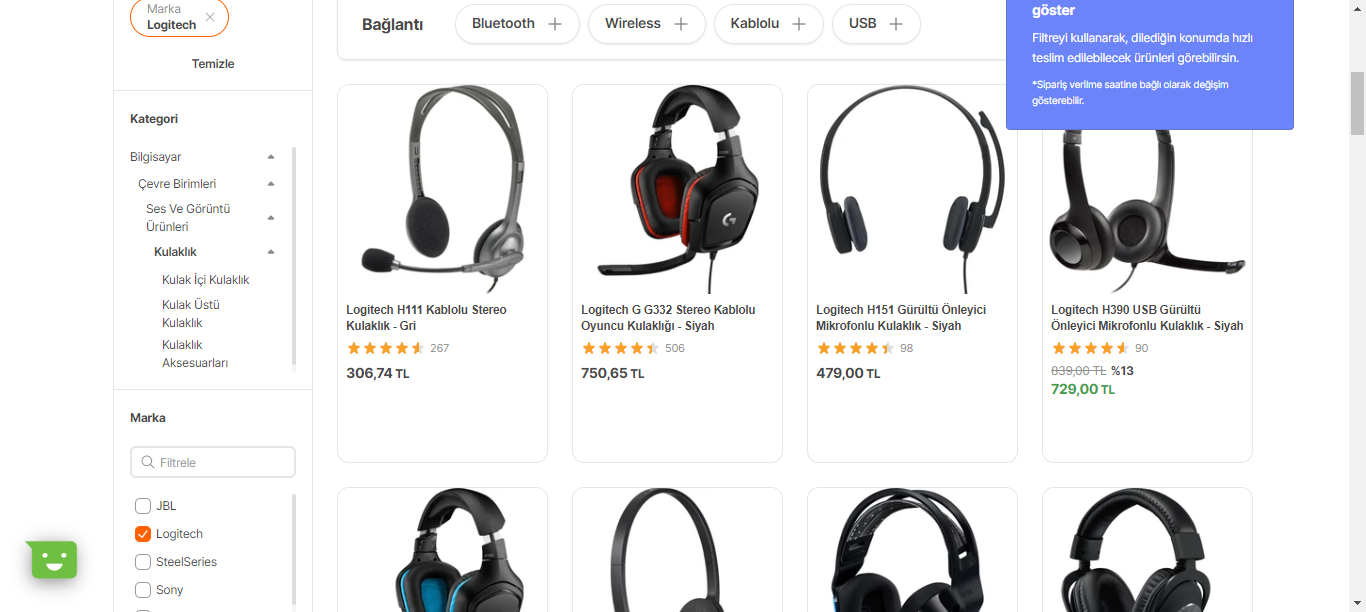 Marka
Logitech
Temizle
Kategori
Bilgisayar
Çevre Birimleri
Ses Ve Görüntü
Ürünleri
Kulaklık
Kulak İçi Kulaklık
Kulak Üstü
Kulaklık
Kulaklık
Aksesuarları
Marka
Filtrele
JBL
Logitech
SteelSeries
Sony
Bağlantı
Bluetooth
Wireless
Kablolu
USB
göster
Filtreyi kullanarak, dilediğin konumda hızlı
teslim edilebilecek ürünleri görebilirsin.
*Sipariş verilme saatine bağlı olarak değişim
gösterebilir.
Logitech H111 Kablolu Stereo
Kulaklık - Gri
267
306,74 TL
Logitech G G332 Stereo Kablolu
Oyuncu Kulaklığı - Siyah
506
750,65 TL
Logitech H151 Gürültü Önleyici
Mikrofonlu Kulaklık - Siyah
98
479,00 TL
Logitech H390 USB Gürültü
Önleyici Mikrofonlu Kulaklık - Siyah
90
839,00 TL %13
729,00 TL